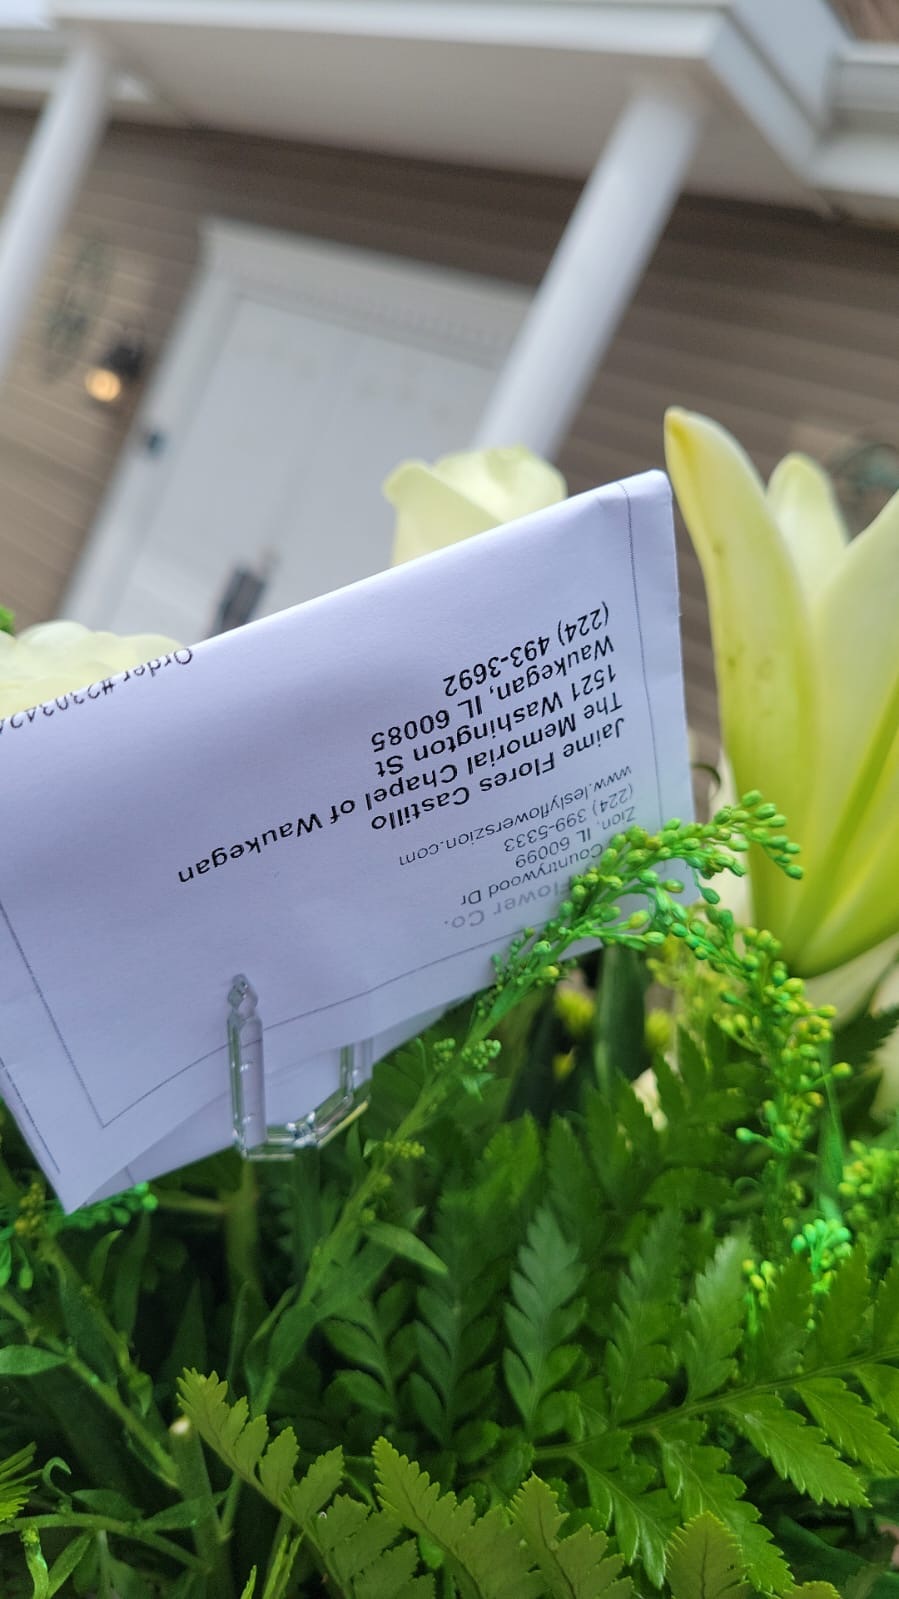 Flower Co.
Countrywood Dr
Zion, IL 60099
(224) 399-5333
www.leslyflowerszion.com
Jaime Flores Castillo
The Memorial Chapel of Waukegan
1521 Washington St
Waukegan, IL 60085
(224) 493-3692
Order